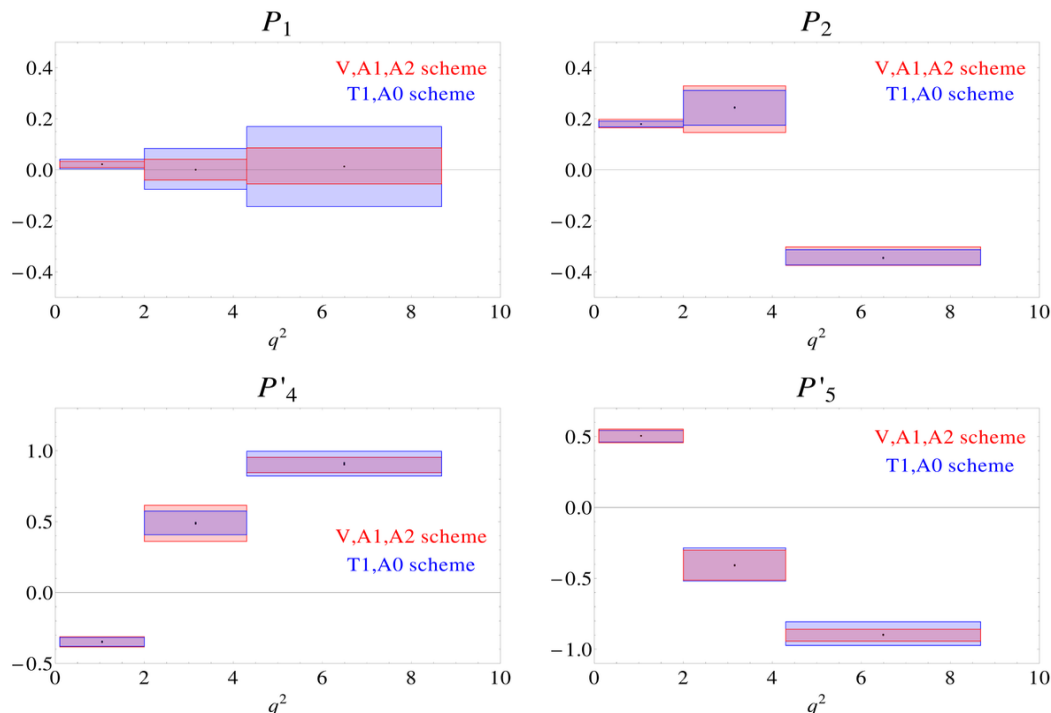 P₁
0.4
0.2
0.0
−0.2
−0.4
V,A1,A2 scheme
T1,A0 scheme
0 2 4 6 8 10
q²
P₂
0.4
0.2
0.0
−0.2
−0.4
V,A1,A2 scheme
T1,A0 scheme
0 2 4 6 8 10
q²
P'₄
1.0
0.5
0.0
−0.5
V,A1,A2 scheme
T1,A0 scheme
0 2 4 6 8 10
q²
P'₅
0.5
0.0
−0.5
−1.0
V,A1,A2 scheme
T1,A0 scheme
0 2 4 6 8 10
q²